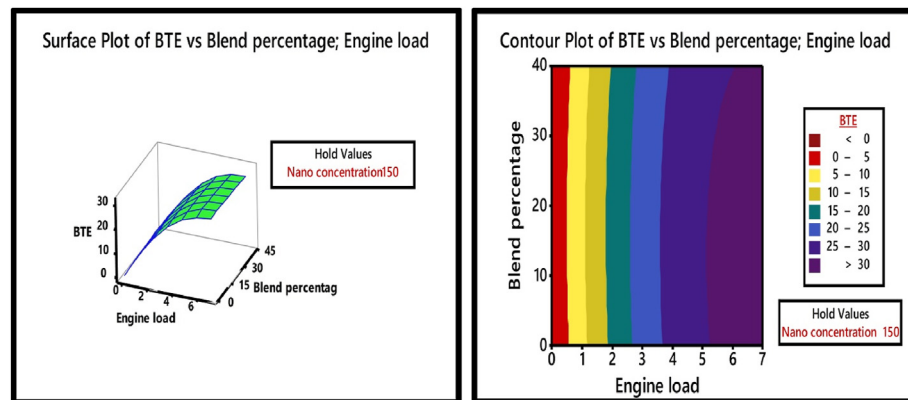 Surface Plot of BTE vs Blend percentage; Engine load
Hold Values
Nano concentration150
30
20
BTE
10
0
45
30
15
0
Blend percentag
0
2
4
6
Engine load
Contour Plot of BTE vs Blend percentage; Engine load
40
30
20
10
0
Blend percentage
0 1 2 3 4 5 6 7
Engine load
BTE
< 0
0 – 5
5 – 10
10 – 15
15 – 20
20 – 25
25 – 30
> 30
Hold Values
Nano concentration 150